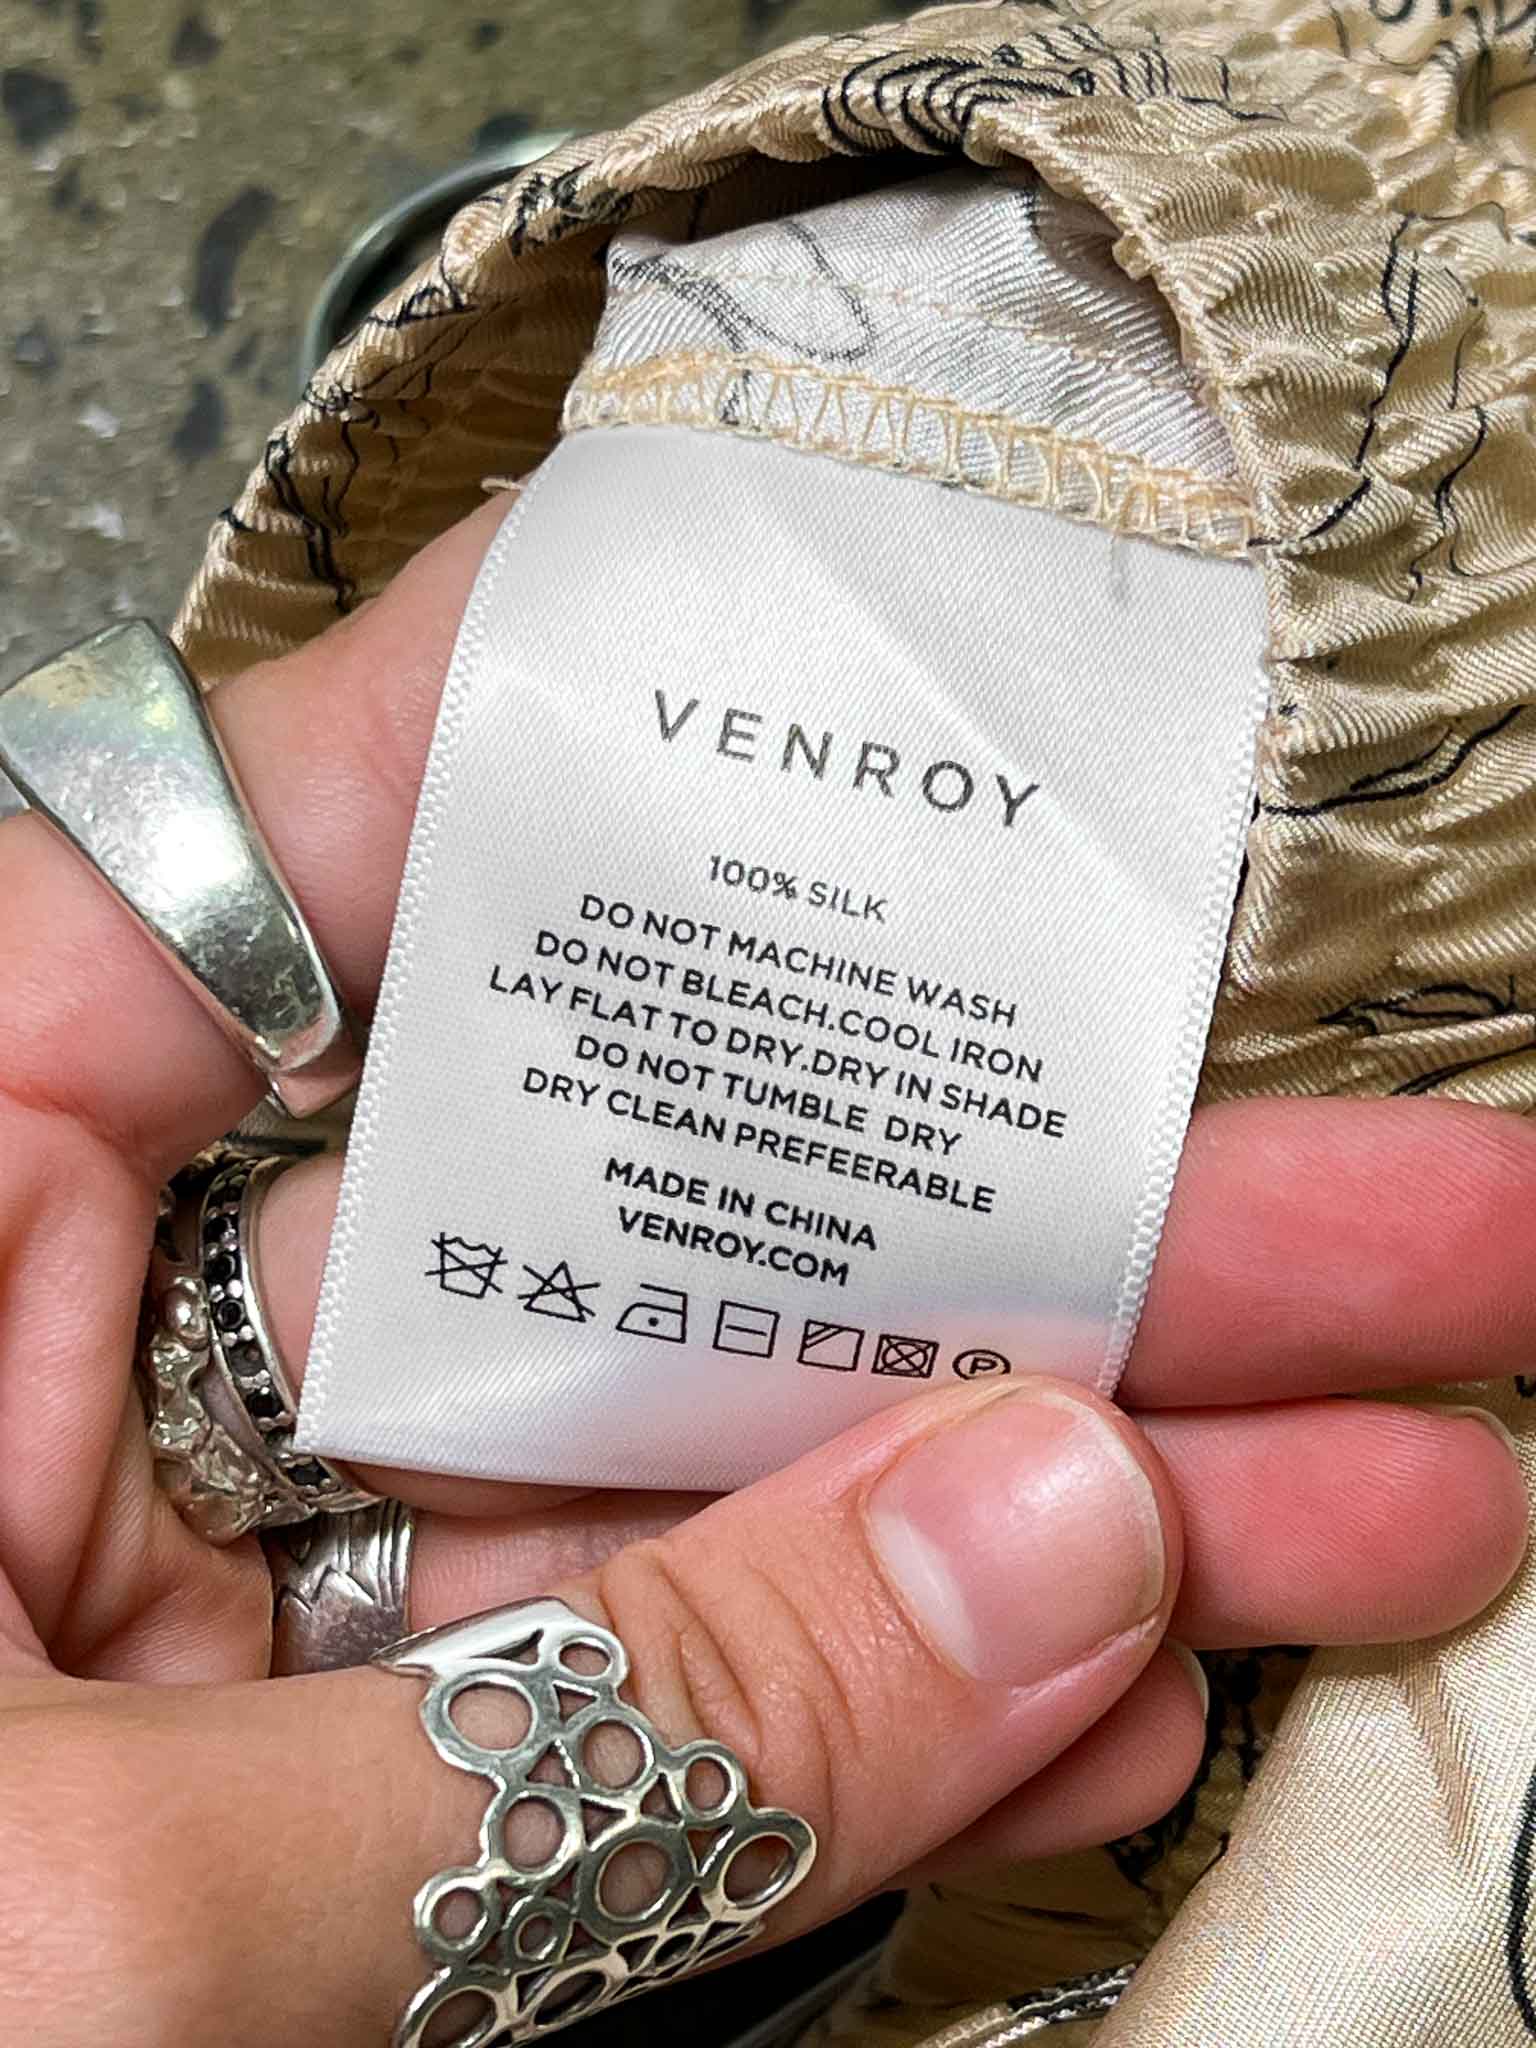 VENROY
100% SILK
DO NOT MACHINE WASH
DO NOT BLEACH.COOL IRON
LAY FLAT TO DRY.DRY IN SHADE
DO NOT TUMBLE DRY
DRY CLEAN PREFEERABLE
MADE IN CHINA
VENROY.COM
P